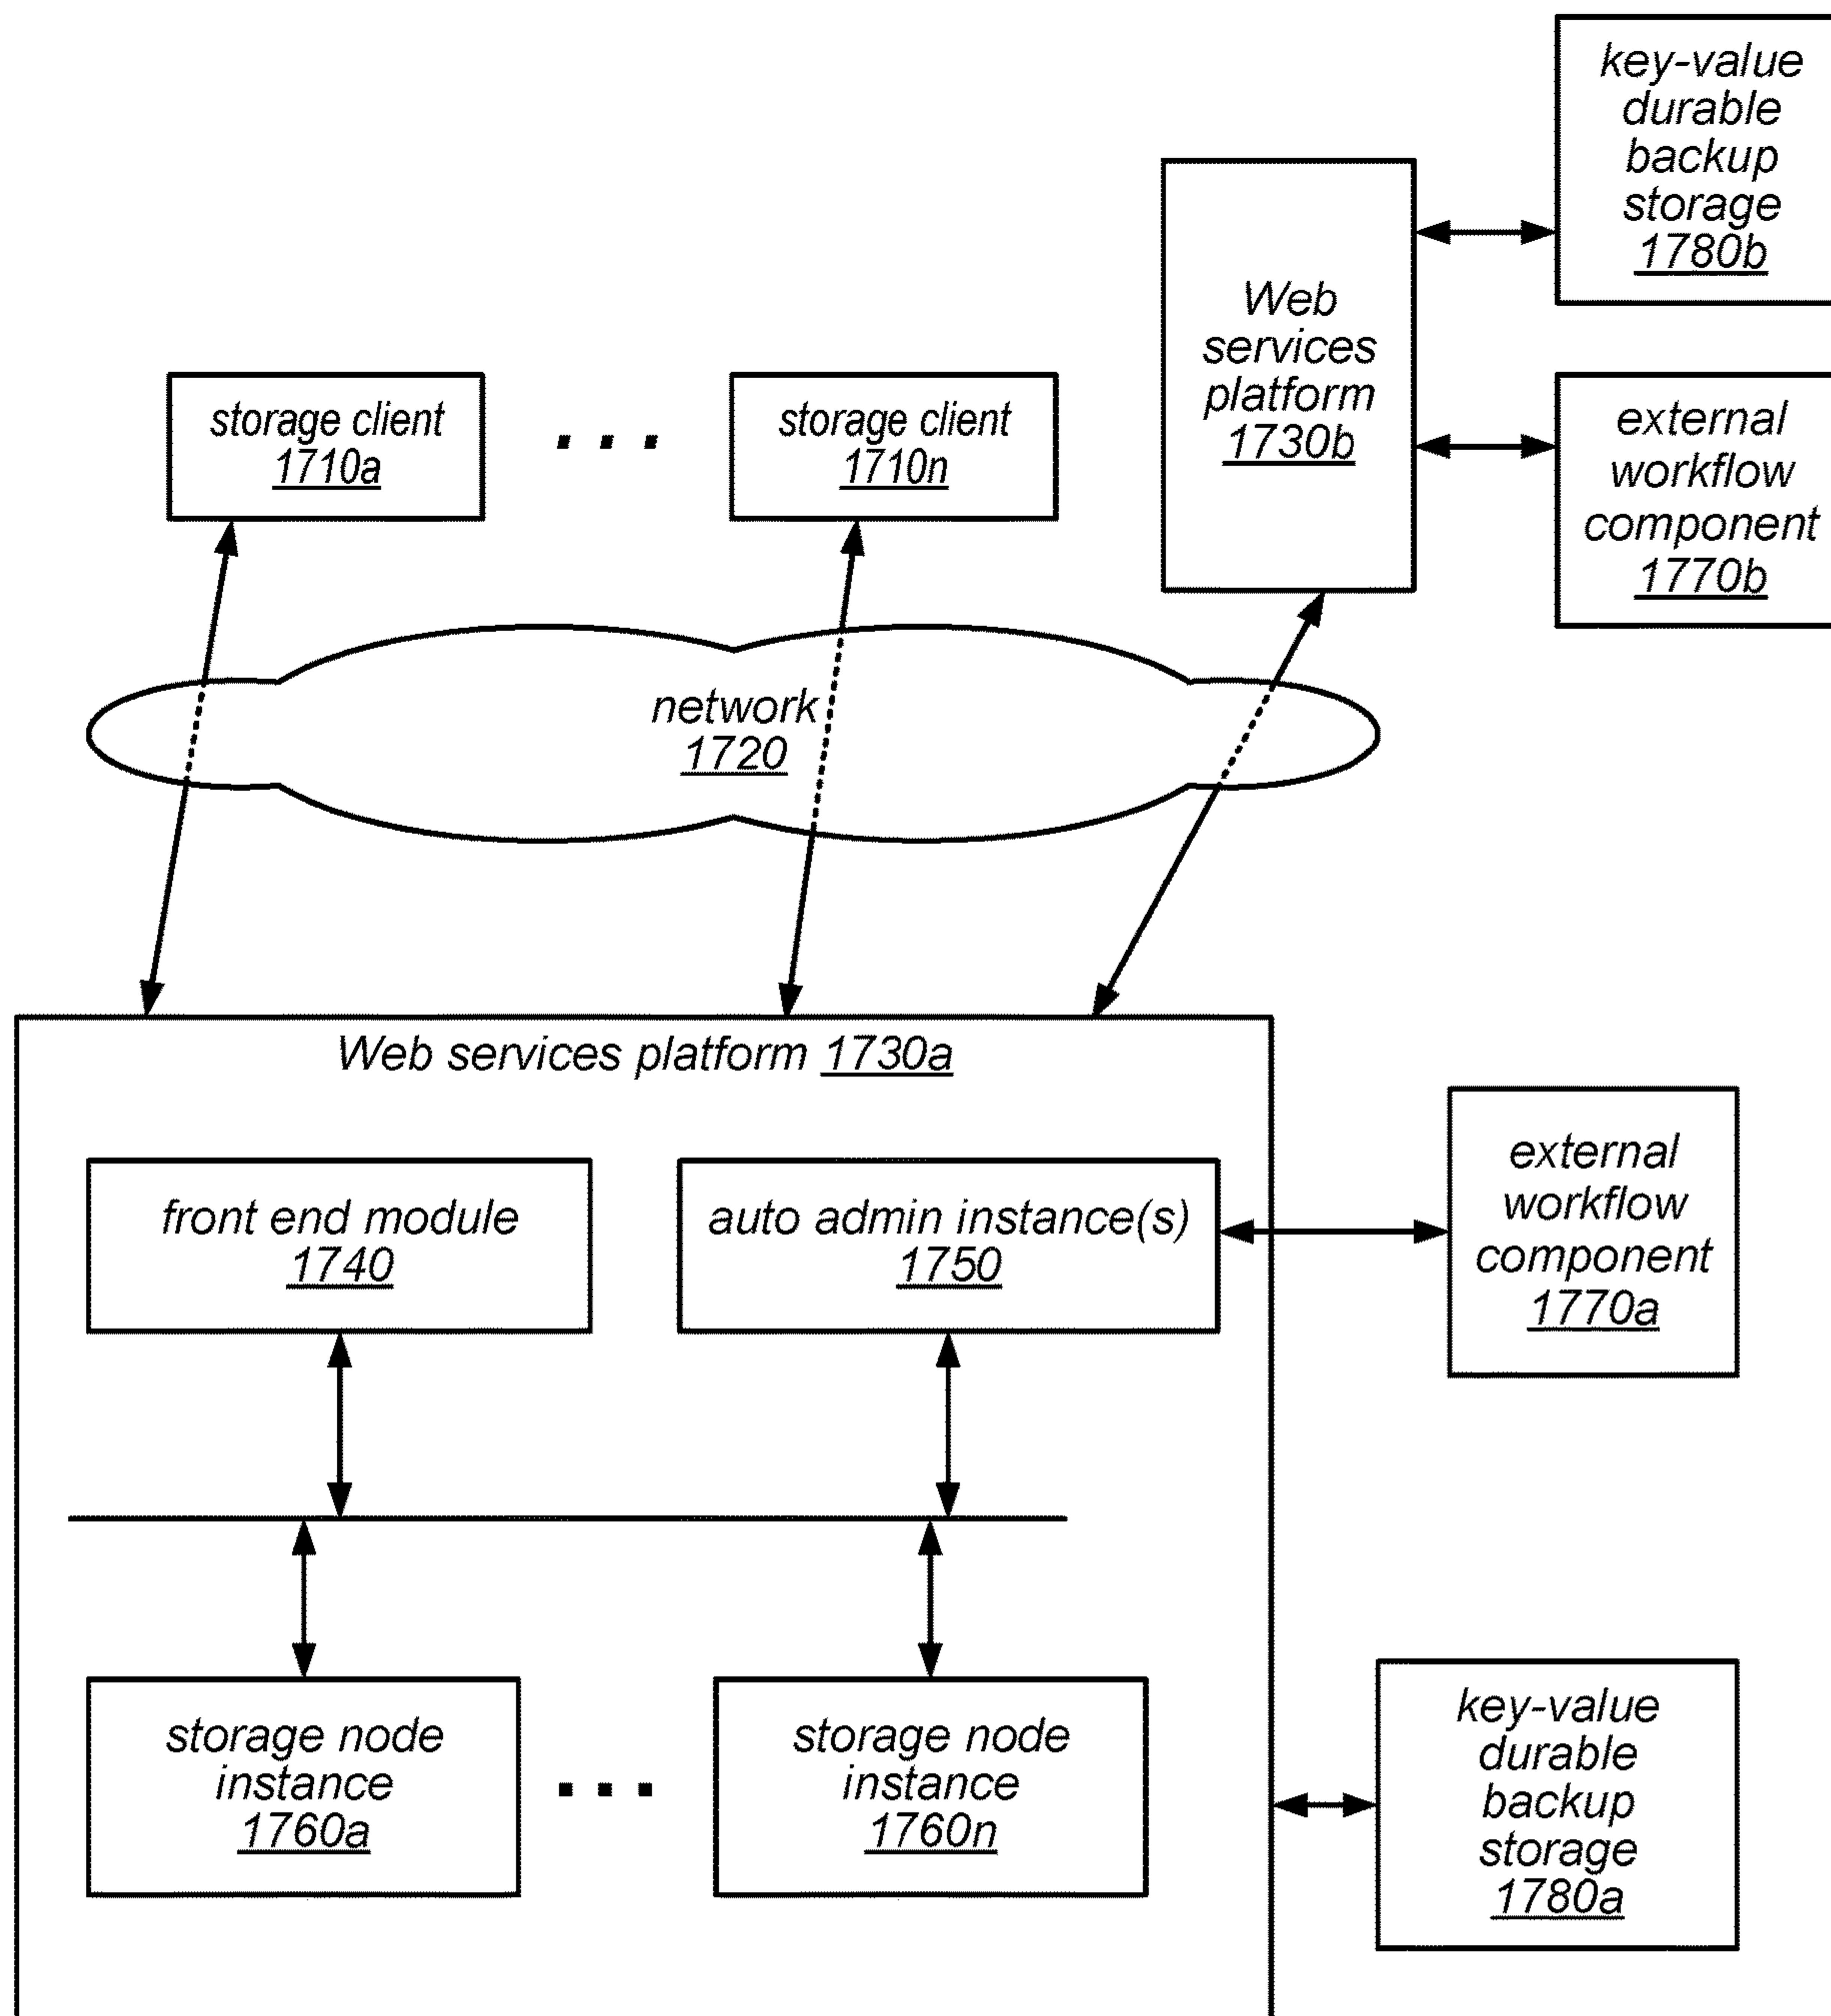 key-value
durable
backup
storage
1780b
Web
services
platform
1730b
external
workflow
component
1770b
storage client
1710a
. . .
storage client
1710n
network
1720
Web services platform 1730a
front end module
1740
auto admin instance(s)
1750
external
workflow
component
1770a
storage node
instance
1760a
. . .
storage node
instance
1760n
key-value
durable
backup
storage
1780a